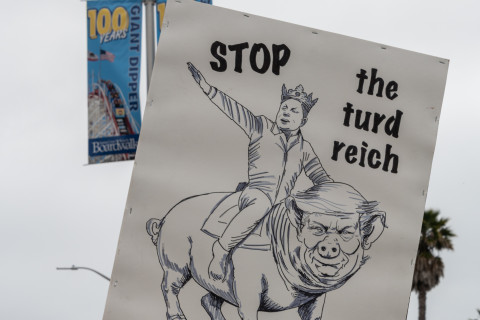 100
YEARS
GIANT DIPPER
Boardwalk
STOP
the
turd
reich